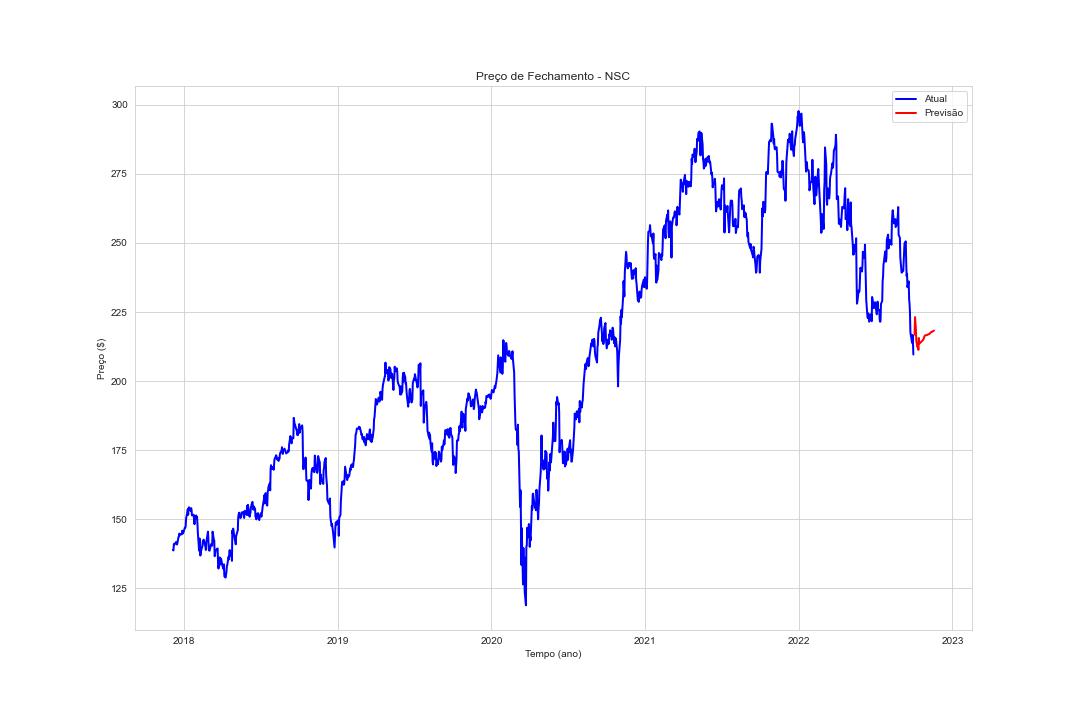 Preço de Fechamento - NSC
Atual
Previsão
300
275
250
225
200
175
150
125
Preço ($)
2018
2019
2020
2021
2022
2023
Tempo (ano)